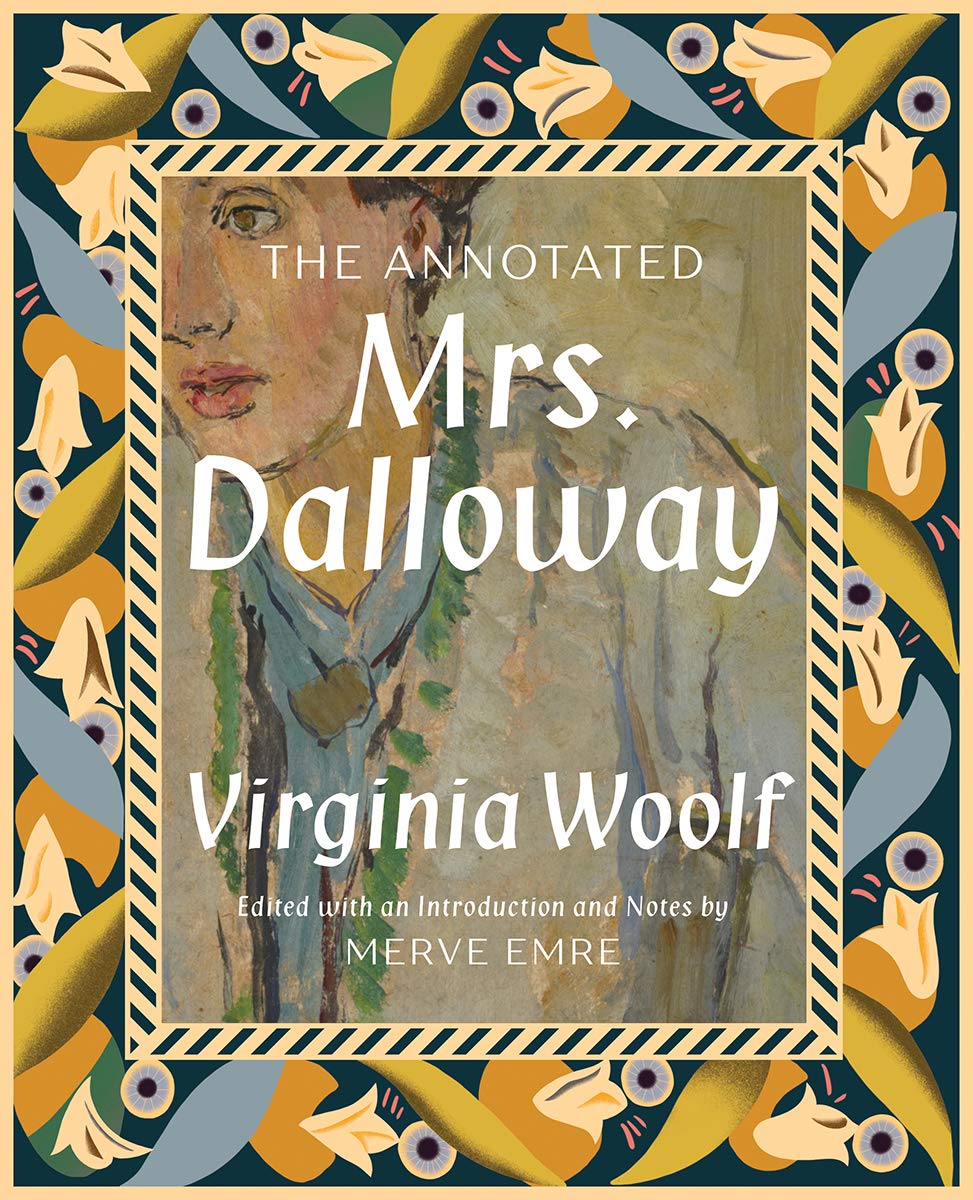 THE ANNOTATED
Mrs.
Dalloway
Virginia Woolf
Edited with an Introduction and Notes by
MERVE EMRE